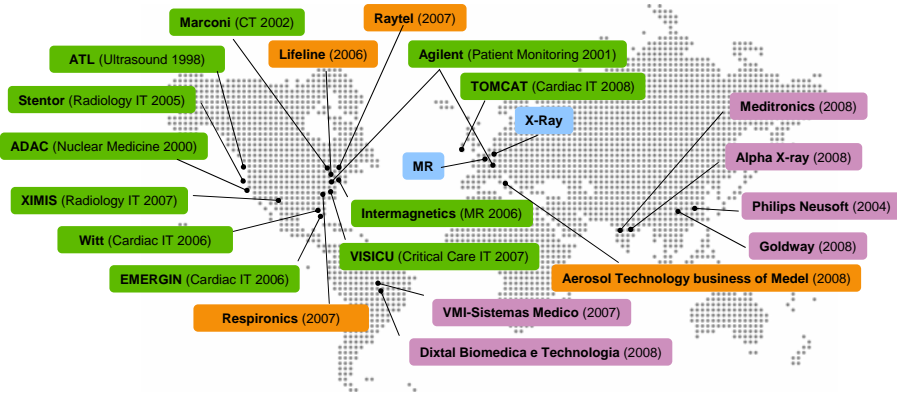 Marconi (CT 2002)
Raytel (2007)
Lifeline (2006)
Agilent (Patient Monitoring 2001)
ATL (Ultrasound 1998)
TOMCAT (Cardiac IT 2008)
Stentor (Radiology IT 2005)
Meditronics (2008)
X-Ray
ADAC (Nuclear Medicine 2000)
MR
Alpha X-ray (2008)
XIMIS (Radiology IT 2007)
Intermagnetics (MR 2006)
Philips Neusoft (2004)
Witt (Cardiac IT 2006)
VISICU (Critical Care IT 2007)
Goldway (2008)
EMERGIN (Cardiac IT 2006)
Aerosol Technology business of Medel (2008)
Respironics (2007)
VMI-Sistemas Medico (2007)
Dixtal Biomedica e Technologia (2008)